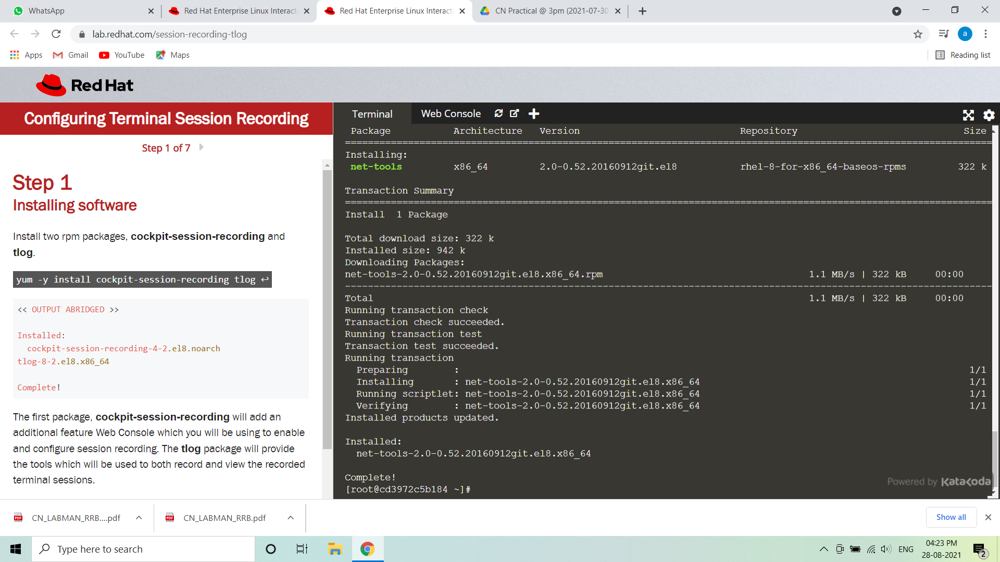 WhatsApp
Red Hat Enterprise Linux Interacti
Red Hat Enterprise Linux Interacti
CN Practical @ 3pm (2021-07-30
lab.redhat.com/session-recording-tlog
a
Apps
Gmail
YouTube
Maps
Reading list
Red Hat
Configuring Terminal Session Recording
Step 1 of 7
Step 1
Installing software
Install two rpm packages, cockpit-session-recording and
tlog.
yum -y install cockpit-session-recording tlog ↩
<< OUTPUT ABRIDGED >>
Installed:
cockpit-session-recording-4-2.el8.noarch
tlog-8-2.el8.x86_64
Complete!
The first package, cockpit-session-recording will add an
additional feature Web Console which you will be using to enable
and configure session recording. The tlog package will provide
the tools which will be used to both record and view the recorded
terminal sessions.
Terminal
Web Console
Package Architecture Version Repository Size
================================================================================
Installing:
net-tools x86_64 2.0-0.52.20160912git.el8 rhel-8-for-x86_64-baseos-rpms 322 k
Transaction Summary
================================================================================
Install 1 Package
Total download size: 322 k
Installed size: 942 k
Downloading Packages:
net-tools-2.0-0.52.20160912git.el8.x86_64.rpm 1.1 MB/s | 322 kB 00:00
--------------------------------------------------------------------------------
Total 1.1 MB/s | 322 kB 00:00
Running transaction check
Transaction check succeeded.
Running transaction test
Transaction test succeeded.
Running transaction
Preparing : 1/1
Installing : net-tools-2.0-0.52.20160912git.el8.x86_64 1/1
Running scriptlet: net-tools-2.0-0.52.20160912git.el8.x86_64 1/1
Verifying : net-tools-2.0-0.52.20160912git.el8.x86_64 1/1
Installed products updated.
Installed:
net-tools-2.0-0.52.20160912git.el8.x86_64
Complete!
[root@cd3972c5b184 ~]#
Powered by Katacoda
PDF
CN_LABMAN_RRB....pdf
PDF
CN_LABMAN_RRB.pdf
Show all
Type here to search
ENG
04:23 PM
28-08-2021
2